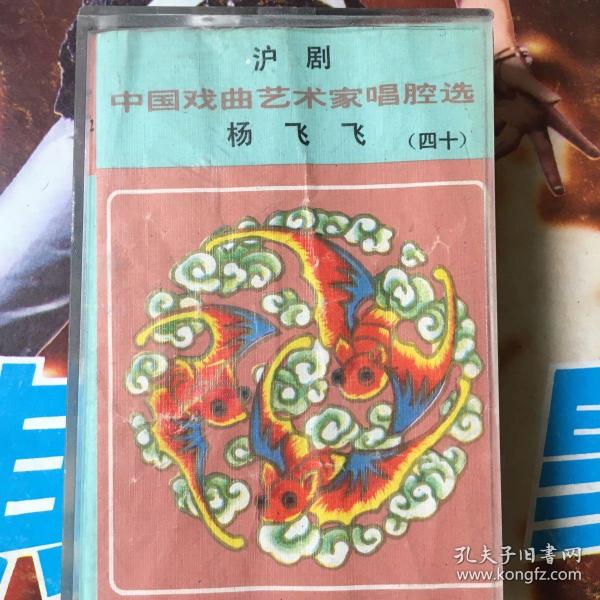 沪剧
中国戏曲艺术家唱腔选
杨飞飞 (四十)
孔夫子旧书网
www.kongfz.com